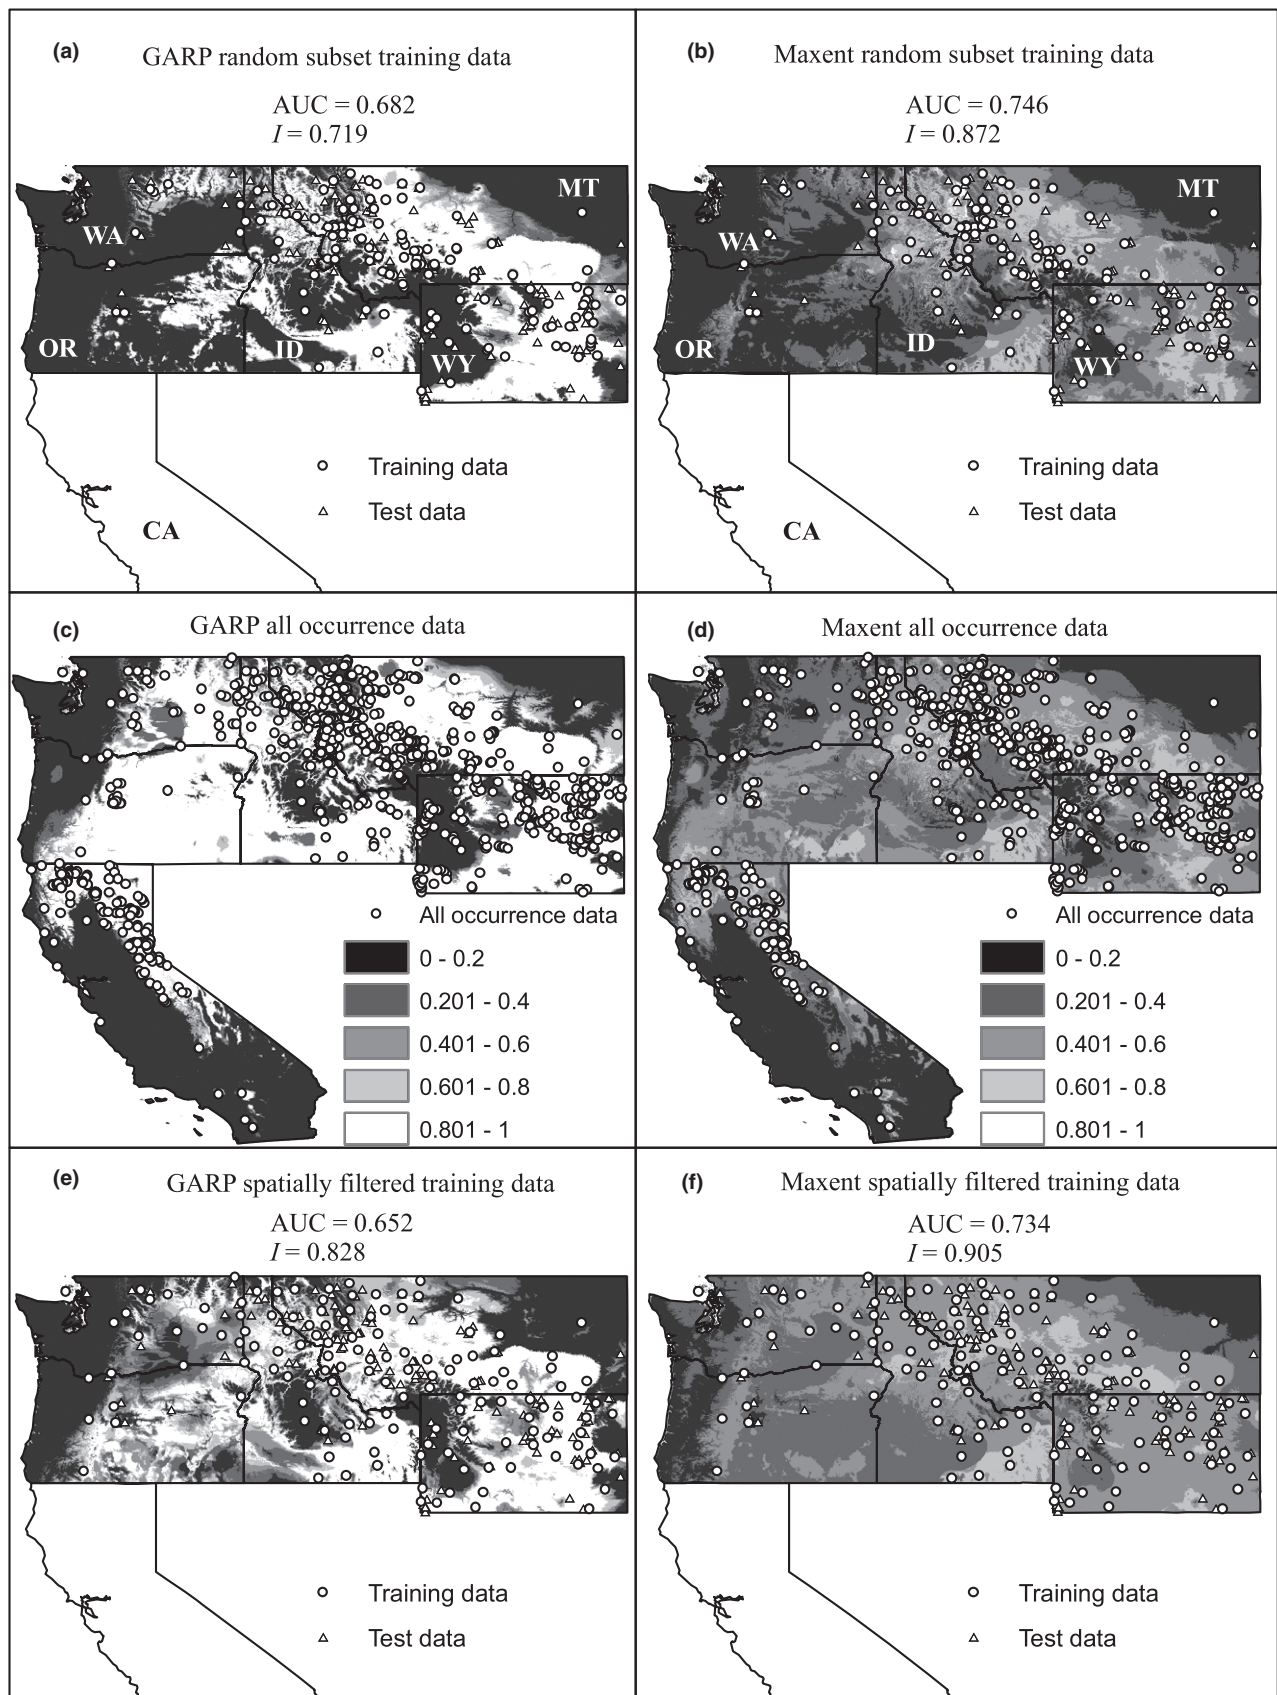 (a)
GARP random subset training data
AUC = 0.682
I = 0.719
MT
WA
OR
ID
WY
CA
Training data
Test data
(b)
Maxent random subset training data
AUC = 0.746
I = 0.872
MT
WA
OR
ID
WY
CA
Training data
Test data
(c)
GARP all occurrence data
All occurrence data
0 - 0.2
0.201 - 0.4
0.401 - 0.6
0.601 - 0.8
0.801 - 1
(d)
Maxent all occurrence data
All occurrence data
0 - 0.2
0.201 - 0.4
0.401 - 0.6
0.601 - 0.8
0.801 - 1
(e)
GARP spatially filtered training data
AUC = 0.652
I = 0.828
Training data
Test data
(f)
Maxent spatially filtered training data
AUC = 0.734
I = 0.905
Training data
Test data